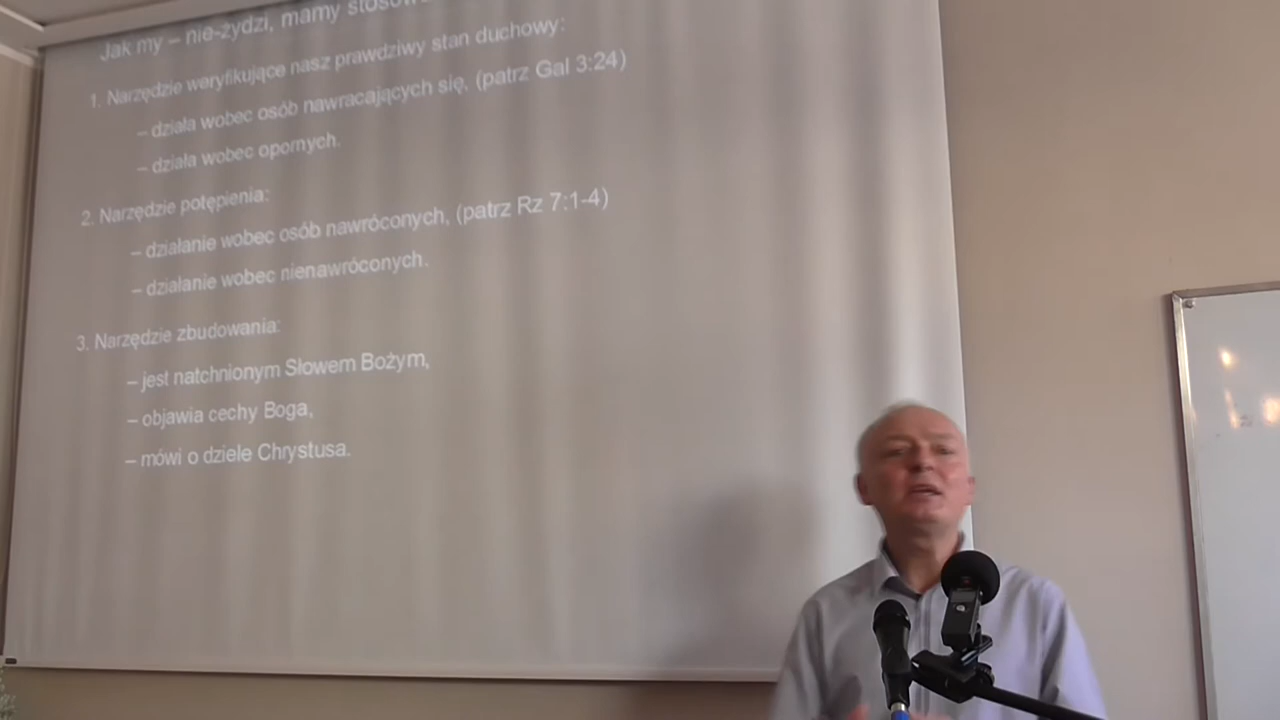 Jak my – nie-żydzi, mamy
1. Narzędzie weryfikujące nasz prawdziwy stan duchowy:
– działa wobec osób nawracających się, (patrz Gal 3:24)
– działa wobec opornych.
2. Narzędzie potępienia:
– działanie wobec osób nawróconych, (patrz Rz 7:1-4)
– działanie wobec nienawróconych.
3. Narzędzie zbudowania:
– jest natchnionym Słowem Bożym,
– objawia cechy Boga,
– mówi o dziele Chrystusa.